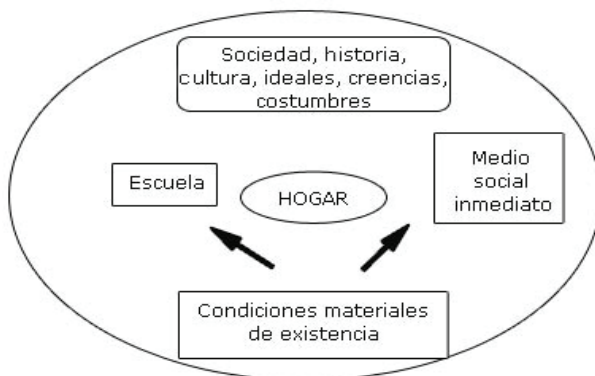 Sociedad, historia,
cultura, ideales, creencias,
costumbres
Escuela
HOGAR
Medio
social
inmediato
Condiciones materiales
de existencia